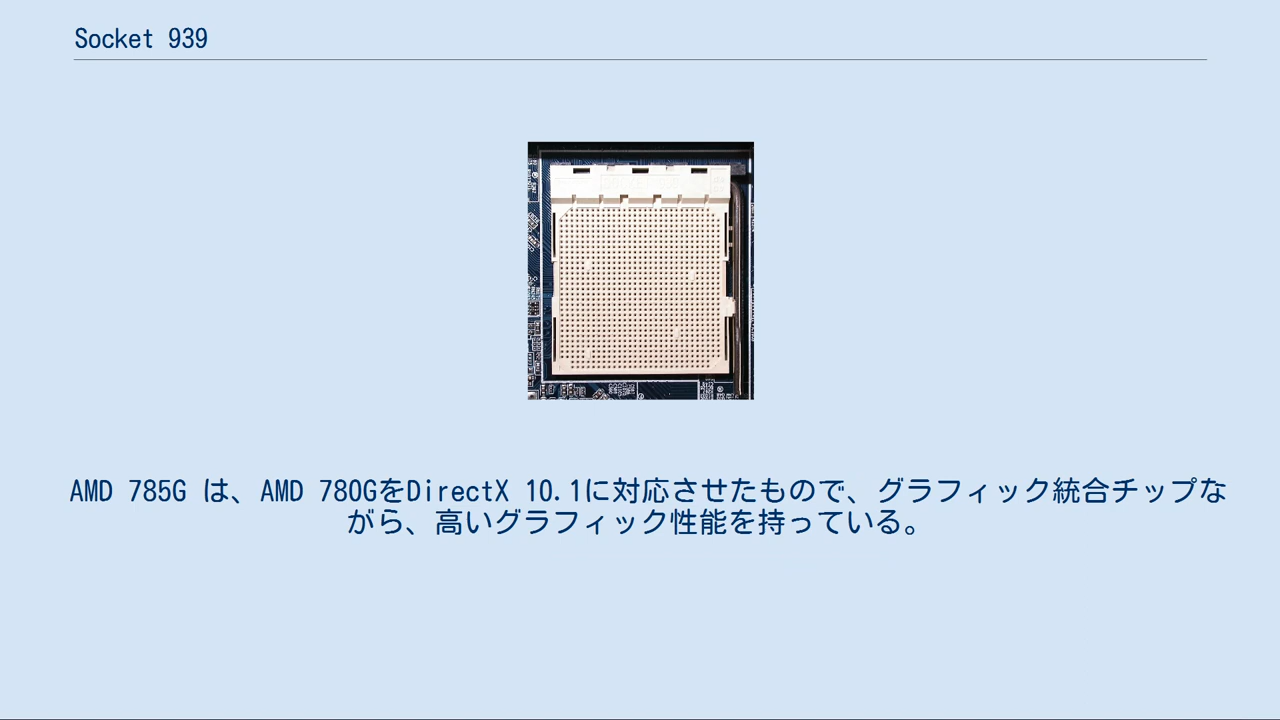 Socket 939
AMD 785G は、AMD 780GをDirectX 10.1に対応させたもので、グラフィック統合チップな
がら、高いグラフィック性能を持っている。